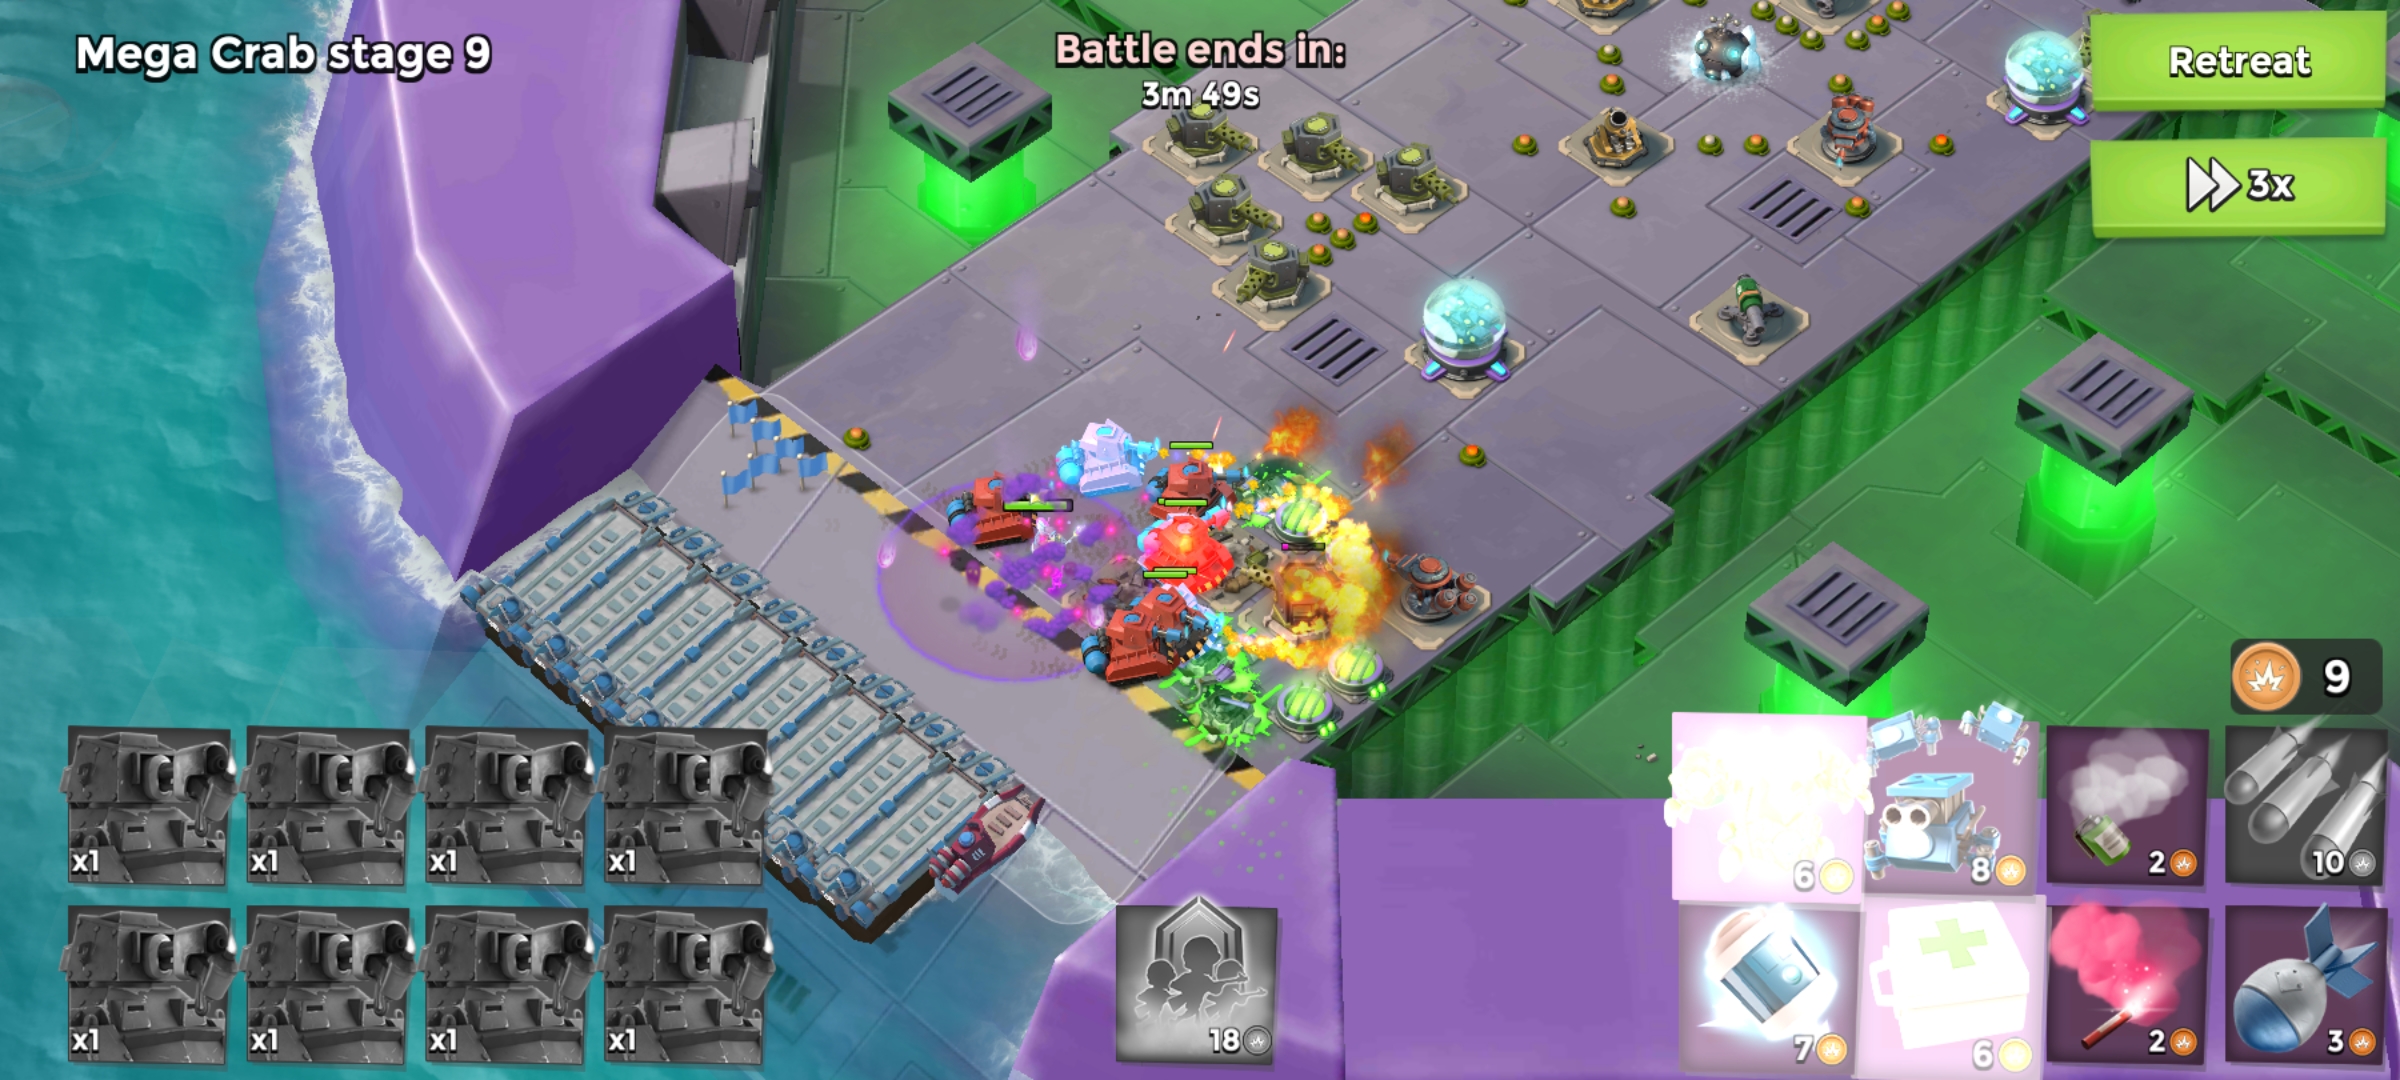 Mega Crab stage 9
Battle ends in:
3m 49s
Retreat
3x
9
x1
x1
x1
x1
6
8
2
10
x1
x1
x1
x1
18
7
6
2
3